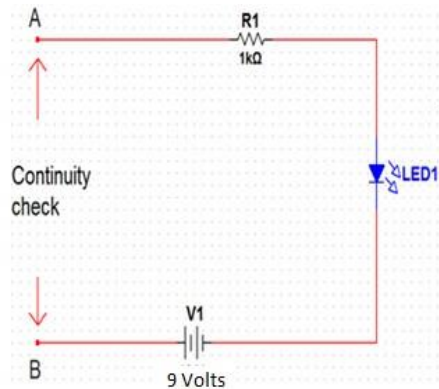 A
R1
1kΩ
LED1
Continuity
check
V1
B
9 Volts